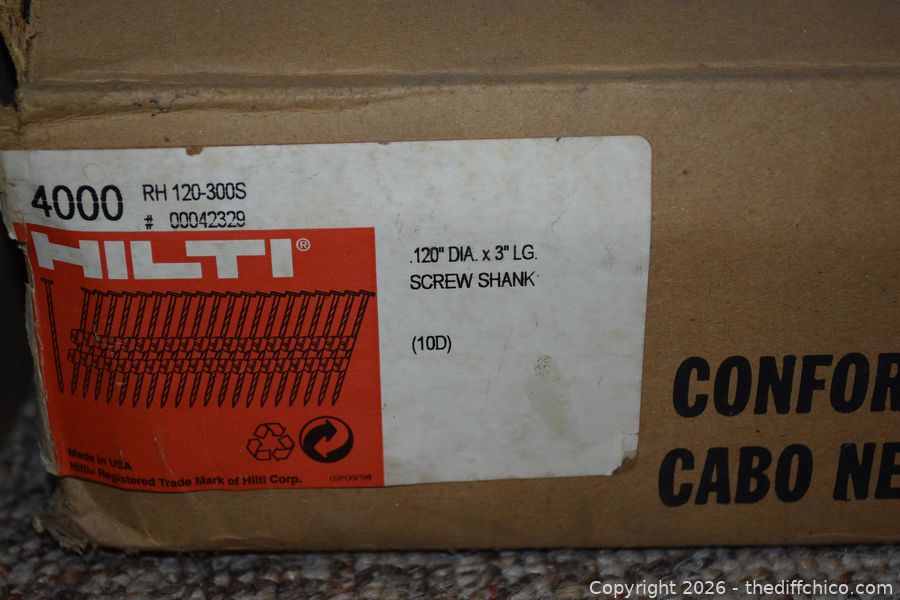 4000
RH 120-300S
# 00042329
HILTI®
.120" DIA. x 3" LG.
SCREW SHANK
(10D)
Made in USA
Hilti= Registered Trade Mark of Hilti Corp.
CONFOR
CABO NE
Copyright 2026 - thediffchico.com